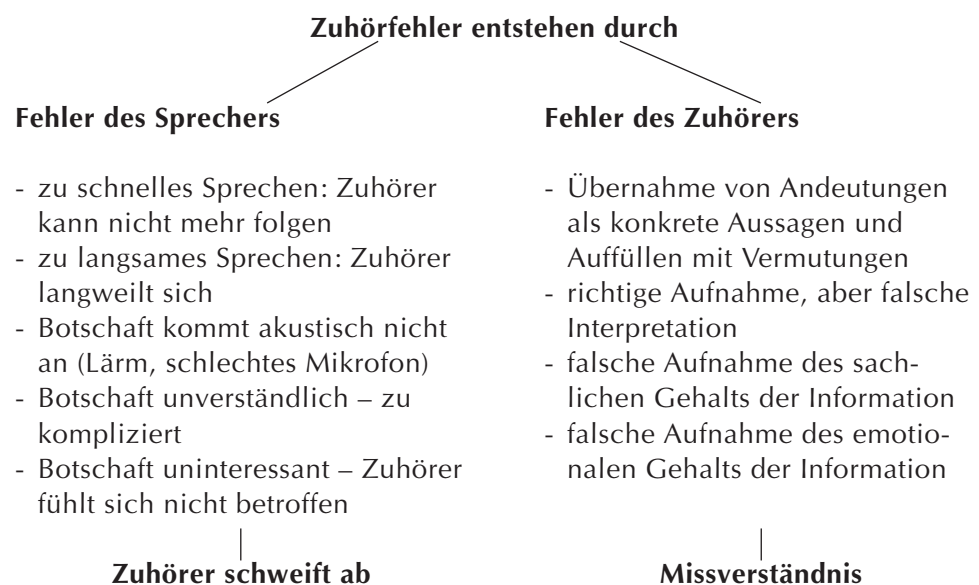 Zuhörfehler entstehen durch
Fehler des Sprechers
- zu schnelles Sprechen: Zuhörer
kann nicht mehr folgen
- zu langsames Sprechen: Zuhörer
langweilt sich
- Botschaft kommt akustisch nicht
an (Lärm, schlechtes Mikrofon)
- Botschaft unverständlich – zu
kompliziert
- Botschaft uninteressant – Zuhörer
fühlt sich nicht betroffen
Zuhörer schweift ab
Fehler des Zuhörers
- Übernahme von Andeutungen
als konkrete Aussagen und
Auffüllen mit Vermutungen
- richtige Aufnahme, aber falsche
Interpretation
- falsche Aufnahme des sach-
lichen Gehalts der Information
- falsche Aufnahme des emotio-
nalen Gehalts der Information
Missverständnis